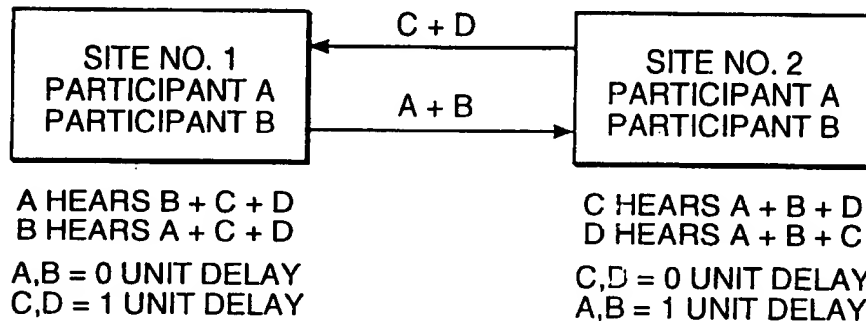 C + D
SITE NO. 1
PARTICIPANT A
PARTICIPANT B
A + B
SITE NO. 2
PARTICIPANT A
PARTICIPANT B
A HEARS B + C + D
B HEARS A + C + D
A,B = 0 UNIT DELAY
C,D = 1 UNIT DELAY
C HEARS A + B + D
D HEARS A + B + C
C,D = 0 UNIT DELAY
A,B = 1 UNIT DELAY